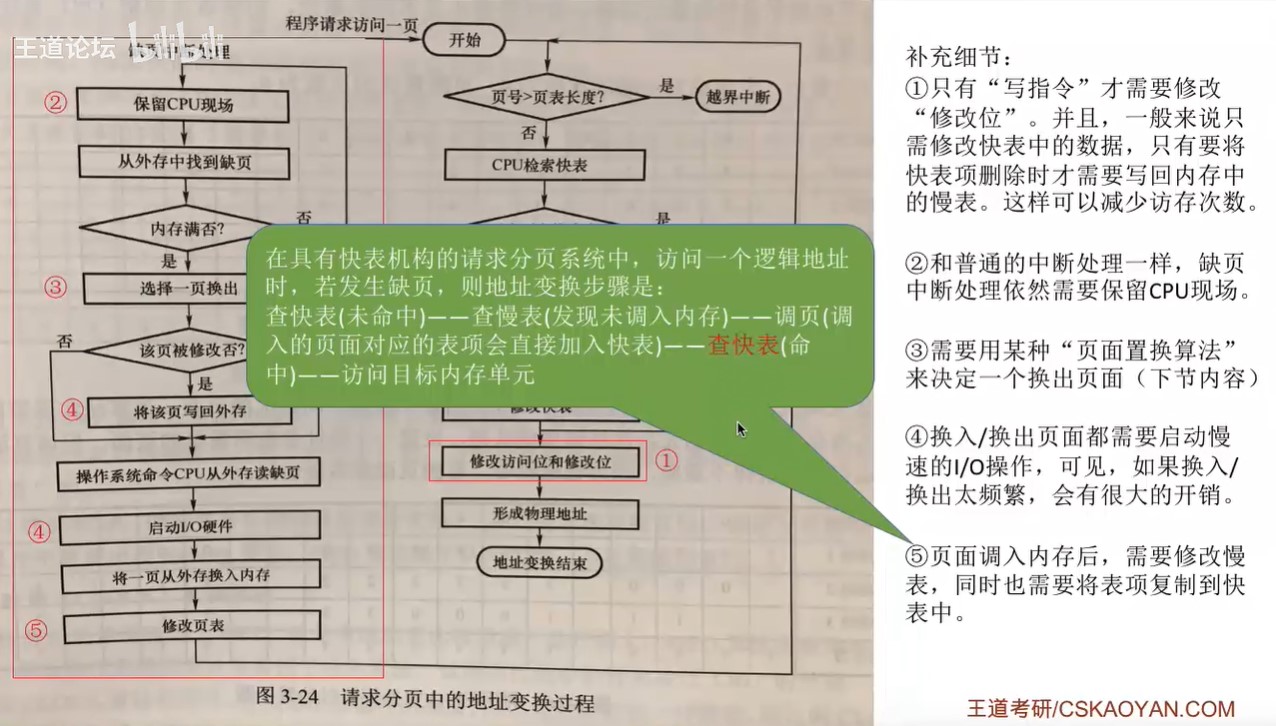 程序请求访问一页
开始
王道论坛
bilibili
保留CPU现场
从外存中找到缺页
内存满否?
否
是
选择一页换出
该页被修改否?
否
是
将该页写回外存
操作系统命令CPU从外存读缺页
启动I/O硬件
将一页从外存换入内存
修改页表
②
③
④
④
⑤
页号>页表长度?
是
越界中断
否
CPU检索快表
是
修改快表
修改访问位和修改位
①
形成物理地址
地址变换结束
图 3-24 请求分页中的地址变换过程
在具有快表机构的请求分页系统中，访问一个逻辑地址
时，若发生缺页，则地址变换步骤是：
查快表(未命中)——查慢表(发现未调入内存)——调页(调
入的页面对应的表项会直接加入快表)——查快表(命
中)——访问目标内存单元
补充细节：
①只有“写指令”才需要修改
“修改位”。并且，一般来说只
需修改快表中的数据，只有要将
快表项删除时才需要写回内存中
的慢表。这样可以减少访存次数。
②和普通的中断处理一样，缺页
中断处理依然需要保留CPU现场。
③需要用某种“页面置换算法”
来决定一个换出页面（下节内容）
④换入/换出页面都需要启动慢
速的I/O操作，可见，如果换入/
换出太频繁，会有很大的开销。
⑤页面调入内存后，需要修改慢
表，同时也需要将表项复制到快
表中。
王道考研/CSKAOYAN.COM